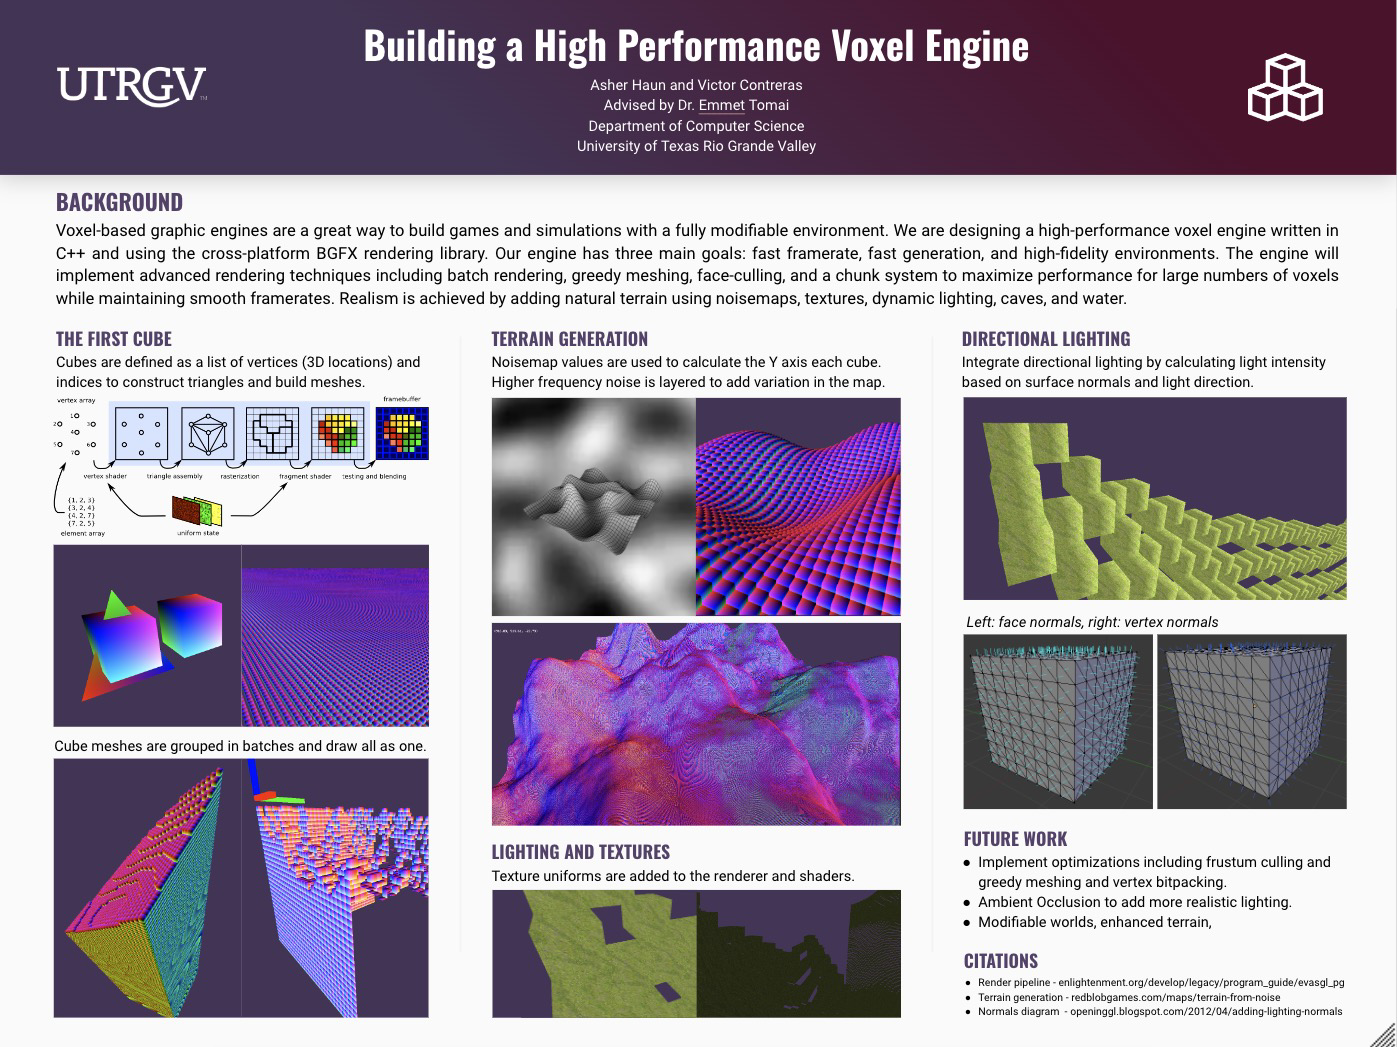 Building a High Performance Voxel Engine
UTRGV
Asher Haun and Victor Contreras
Advised by Dr. Emmet Tomai
Department of Computer Science
University of Texas Rio Grande Valley
BACKGROUND
Voxel-based graphic engines are a great way to build games and simulations with a fully modifiable environment. We are designing a high-performance voxel engine written in
C++ and using the cross-platform BGFX rendering library. Our engine has three main goals: fast framerate, fast generation, and high-fidelity environments. The engine will
implement advanced rendering techniques including batch rendering, greedy meshing, face-culling, and a chunk system to maximize performance for large numbers of voxels
while maintaining smooth framerates. Realism is achieved by adding natural terrain using noisemaps, textures, dynamic lighting, caves, and water.
THE FIRST CUBE
Cubes are defined as a list of vertices (3D locations) and
indices to construct triangles and build meshes.
vertex array
framebuffer
1
2 3
4
5 6
7
vertex shader triangle assembly rasterization fragment shader testing and blending
{1, 2, 3}
{3, 2, 4}
{4, 2, 7}
{7, 2, 5}
element array
uniform state
Cube meshes are grouped in batches and draw all as one.
TERRAIN GENERATION
Noisemap values are used to calculate the Y axis each cube.
Higher frequency noise is layered to add variation in the map.
LIGHTING AND TEXTURES
Texture uniforms are added to the renderer and shaders.
DIRECTIONAL LIGHTING
Integrate directional lighting by calculating light intensity
based on surface normals and light direction.
Left: face normals, right: vertex normals
FUTURE WORK
● Implement optimizations including frustum culling and
greedy meshing and vertex bitpacking.
● Ambient Occlusion to add more realistic lighting.
● Modifiable worlds, enhanced terrain,
CITATIONS
● Render pipeline - enlightenment.org/develop/legacy/program_guide/evasgl_pg
● Terrain generation - redblobgames.com/maps/terrain-from-noise
● Normals diagram - openinggl.blogspot.com/2012/04/adding-lighting-normals